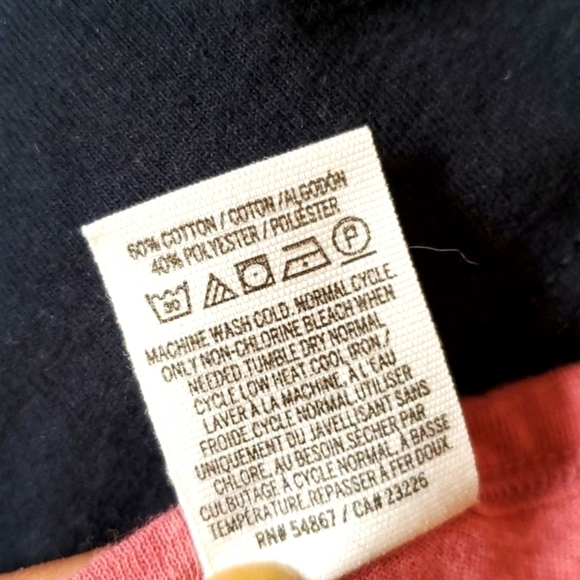 60% COTTON / COTON / ALGODÓN
40% POLYESTER / POLIÉSTER
30 P
MACHINE WASH COLD. NORMAL CYCLE.
ONLY NON-CHLORINE BLEACH WHEN
NEEDED. TUMBLE DRY NORMAL
CYCLE LOW HEAT. COOL IRON /
LAVER À LA MACHINE, À L'EAU
FROIDE. CYCLE NORMAL. UTILISER
UNIQUEMENT DU JAVELLISANT SANS
CHLORE, AU BESOIN. SÉCHER PAR
CULBUTAGE À CYCLE NORMAL, À BASSE
TEMPÉRATURE. REPASSER À FER DOUX
RN# 54867 / CA# 23226